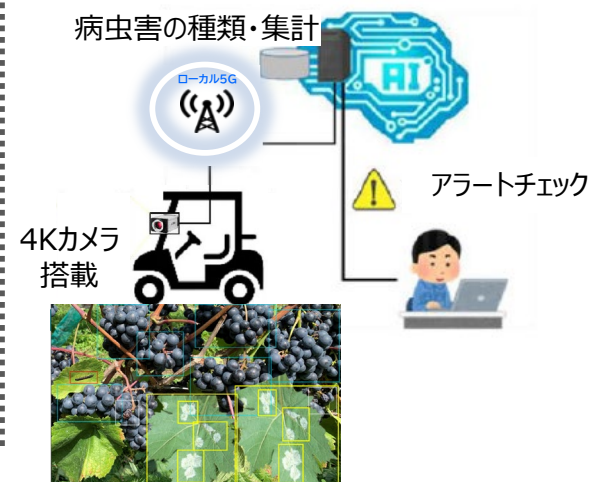 病虫害の種類・集計
ローカル5G
AI
アラートチェック
4Kカメラ
搭載